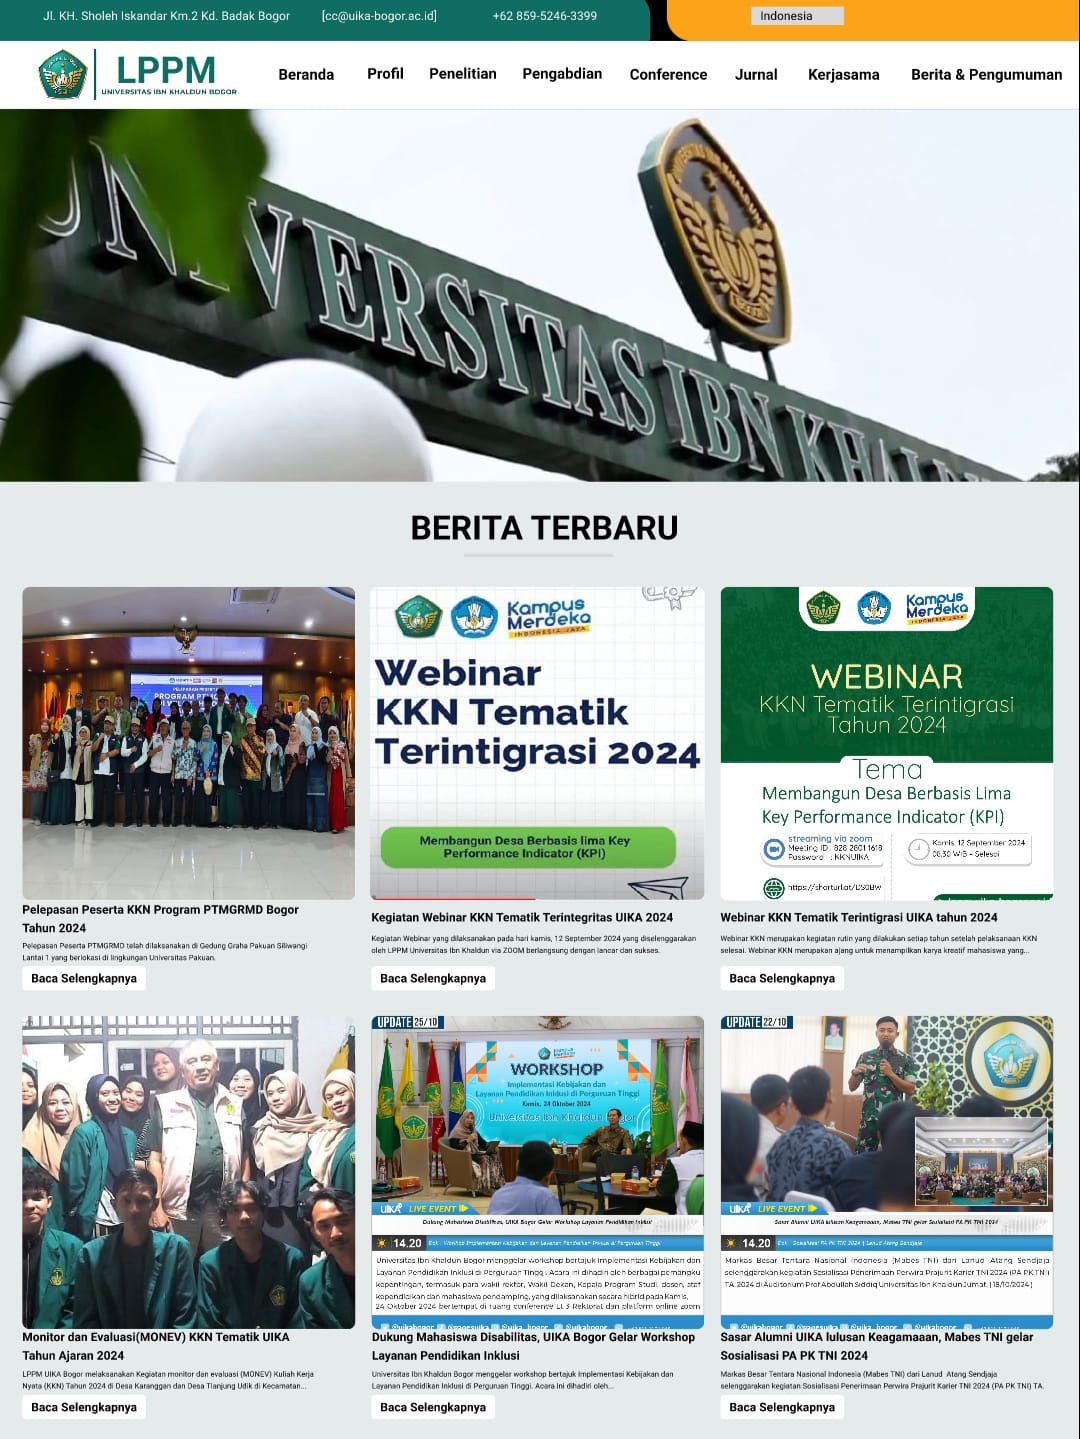 Jl. KH. Sholeh Iskandar Km.2 Kd. Badak Bogor
[cc@uika-bogor.ac.id]
+62 859-5246-3399
Indonesia
LPPM
UNIVERSITAS IBN KHALDUN BOGOR
Beranda
Profil
Penelitian
Pengabdian
Conference
Jurnal
Kerjasama
Berita & Pengumuman
UNIVERSITAS IBN KHAL
BERITA TERBARU
PELEPASAN PESERTA
PROGRAM PTMG
Pelepasan Peserta KKN Program PTMGRMD Bogor
Tahun 2024
Pelepasan Peserta PTMGRMD telah dilaksanakan di Gedung Graha Pakuan Siliwangi
Lantai 1 yang berlokasi di lingkungan Universitas Pakuan.
Baca Selengkapnya
Kampus
Merdeka
INDONESIA JAYA
Webinar
KKN Tematik
Terintigrasi 2024
Membangun Desa Berbasis lima Key
Performance Indicator (KPI)
Kegiatan Webinar KKN Tematik Terintegritas UIKA 2024
Kegiatan Webinar yang dilaksanakan pada hari kamis, 12 September 2024 yang diselenggarakan
oleh LPPM Universitas Ibn Khaldun via ZOOM berlangsung dengan lancar dan sukses.
Baca Selengkapnya
Kampus
Merdeka
INDONESIA JAYA
WEBINAR
KKN Tematik Terintigrasi
Tahun 2024
Tema
Membangun Desa Berbasis Lima
Key Performance Indicator (KPI)
streaming via zoom
Meeting ID : 828 2801 1618
Password : KKNUIKA
Kamis, 12 September 2024
08.30 WIB – Selesai
https://shorturl.at/DS0BW
Webinar KKN Tematik Terintigrasi UIKA tahun 2024
Webinar KKN merupakan kegiatan rutin yang dilakukan setiap tahun setelah pelaksanaan KKN
selesai. Webinar KKN merupakan ajang untuk menampilkan karya kreatif mahasiswa yang...
Baca Selengkapnya
Monitor dan Evaluasi(MONEV) KKN Tematik UIKA
Tahun Ajaran 2024
LPPM UIKA Bogor melaksanakan Kegiatan monitor dan evaluasi (MONEV) Kuliah Kerja
Nyata (KKN) Tahun 2024 di Desa Karanggan dan Desa Tlanjung Udik di Kecamatan...
Baca Selengkapnya
UPDATE 25/10
WORKSHOP
Implementasi Kebijakan dan
Layanan Pendidikan Inklusi di Perguruan Tinggi
Kamis, 24 Oktober 2024
Universitas Ibn Khaldun Bogor
UIKA LIVE EVENT
Dukung Mahasiswa Disabilitas, UIKA Bogor Gelar Workshop Layanan Pendidikan Inklusi
14.20
Universitas Ibn Khaldun Bogor menggelar workshop bertajuk Implementasi Kebijakan dan
Layanan Pendidikan Inklusi di Perguruan Tinggi. Acara ini dihadiri oleh berbagai pemangku
kepentingan, termasuk para wakil rektor, Wakil Dekan, Kepala Program Studi, dosen, staf
kependidikan dan mahasiswa pendamping, yang dilaksanakan secara hibrid pada Kamis,
24 Oktober 2024 bertempat di ruang conference Lt 3 Rektorat dan platform online zoom
Dukung Mahasiswa Disabilitas, UIKA Bogor Gelar Workshop
Layanan Pendidikan Inklusi
Universitas Ibn Khaldun Bogor menggelar workshop bertajuk Implementasi Kebijakan dan
Layanan Pendidikan Inklusi di Perguruan Tinggi. Acara ini dihadiri oleh...
Baca Selengkapnya
UPDATE 22/10
UIKA LIVE EVENT
Sasar Alumni UIKA lulusan Keagamaaan, Mabes TNI gelar Sosialisasi PA PK TNI 2024
14.20
Eok : Sosialisasi PA PK TNI 2024 | Lanud Atang Sendjaja
Markas Besar Tentara Nasional Indonesia (Mabes TNI) dari Lanud Atang Sendjaja
selenggarakan kegiatan Sosialisasi Penerimaan Perwira Prajurit Karier TNI 2024 (PA PK TNI)
TA. 2024 di Auditorium Prof Abdullah Siddiq Universitas Ibn Khaldun Jumat, (18/10/2024)
Sasar Alumni UIKA lulusan Keagamaaan, Mabes TNI gelar
Sosialisasi PA PK TNI 2024
Markas Besar Tentara Nasional Indonesia (Mabes TNI) dari Lanud Atang Sendjaja
selenggarakan kegiatan Sosialisasi Penerimaan Perwira Prajurit Karier TNI 2024 (PA PK TNI) TA.
Baca Selengkapnya